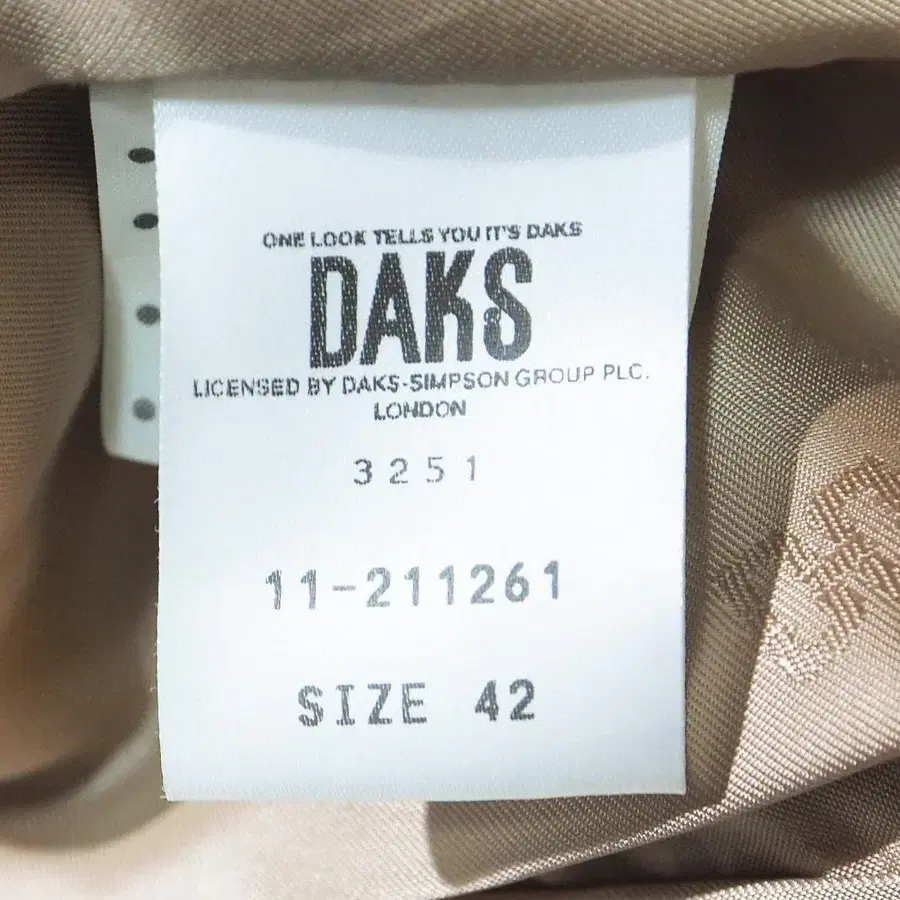 ONE LOOK TELLS YOU IT'S DAKS
DAKS
LICENSED BY DAKS-SIMPSON GROUP PLC.
LONDON
3251
11-211261
SIZE 42